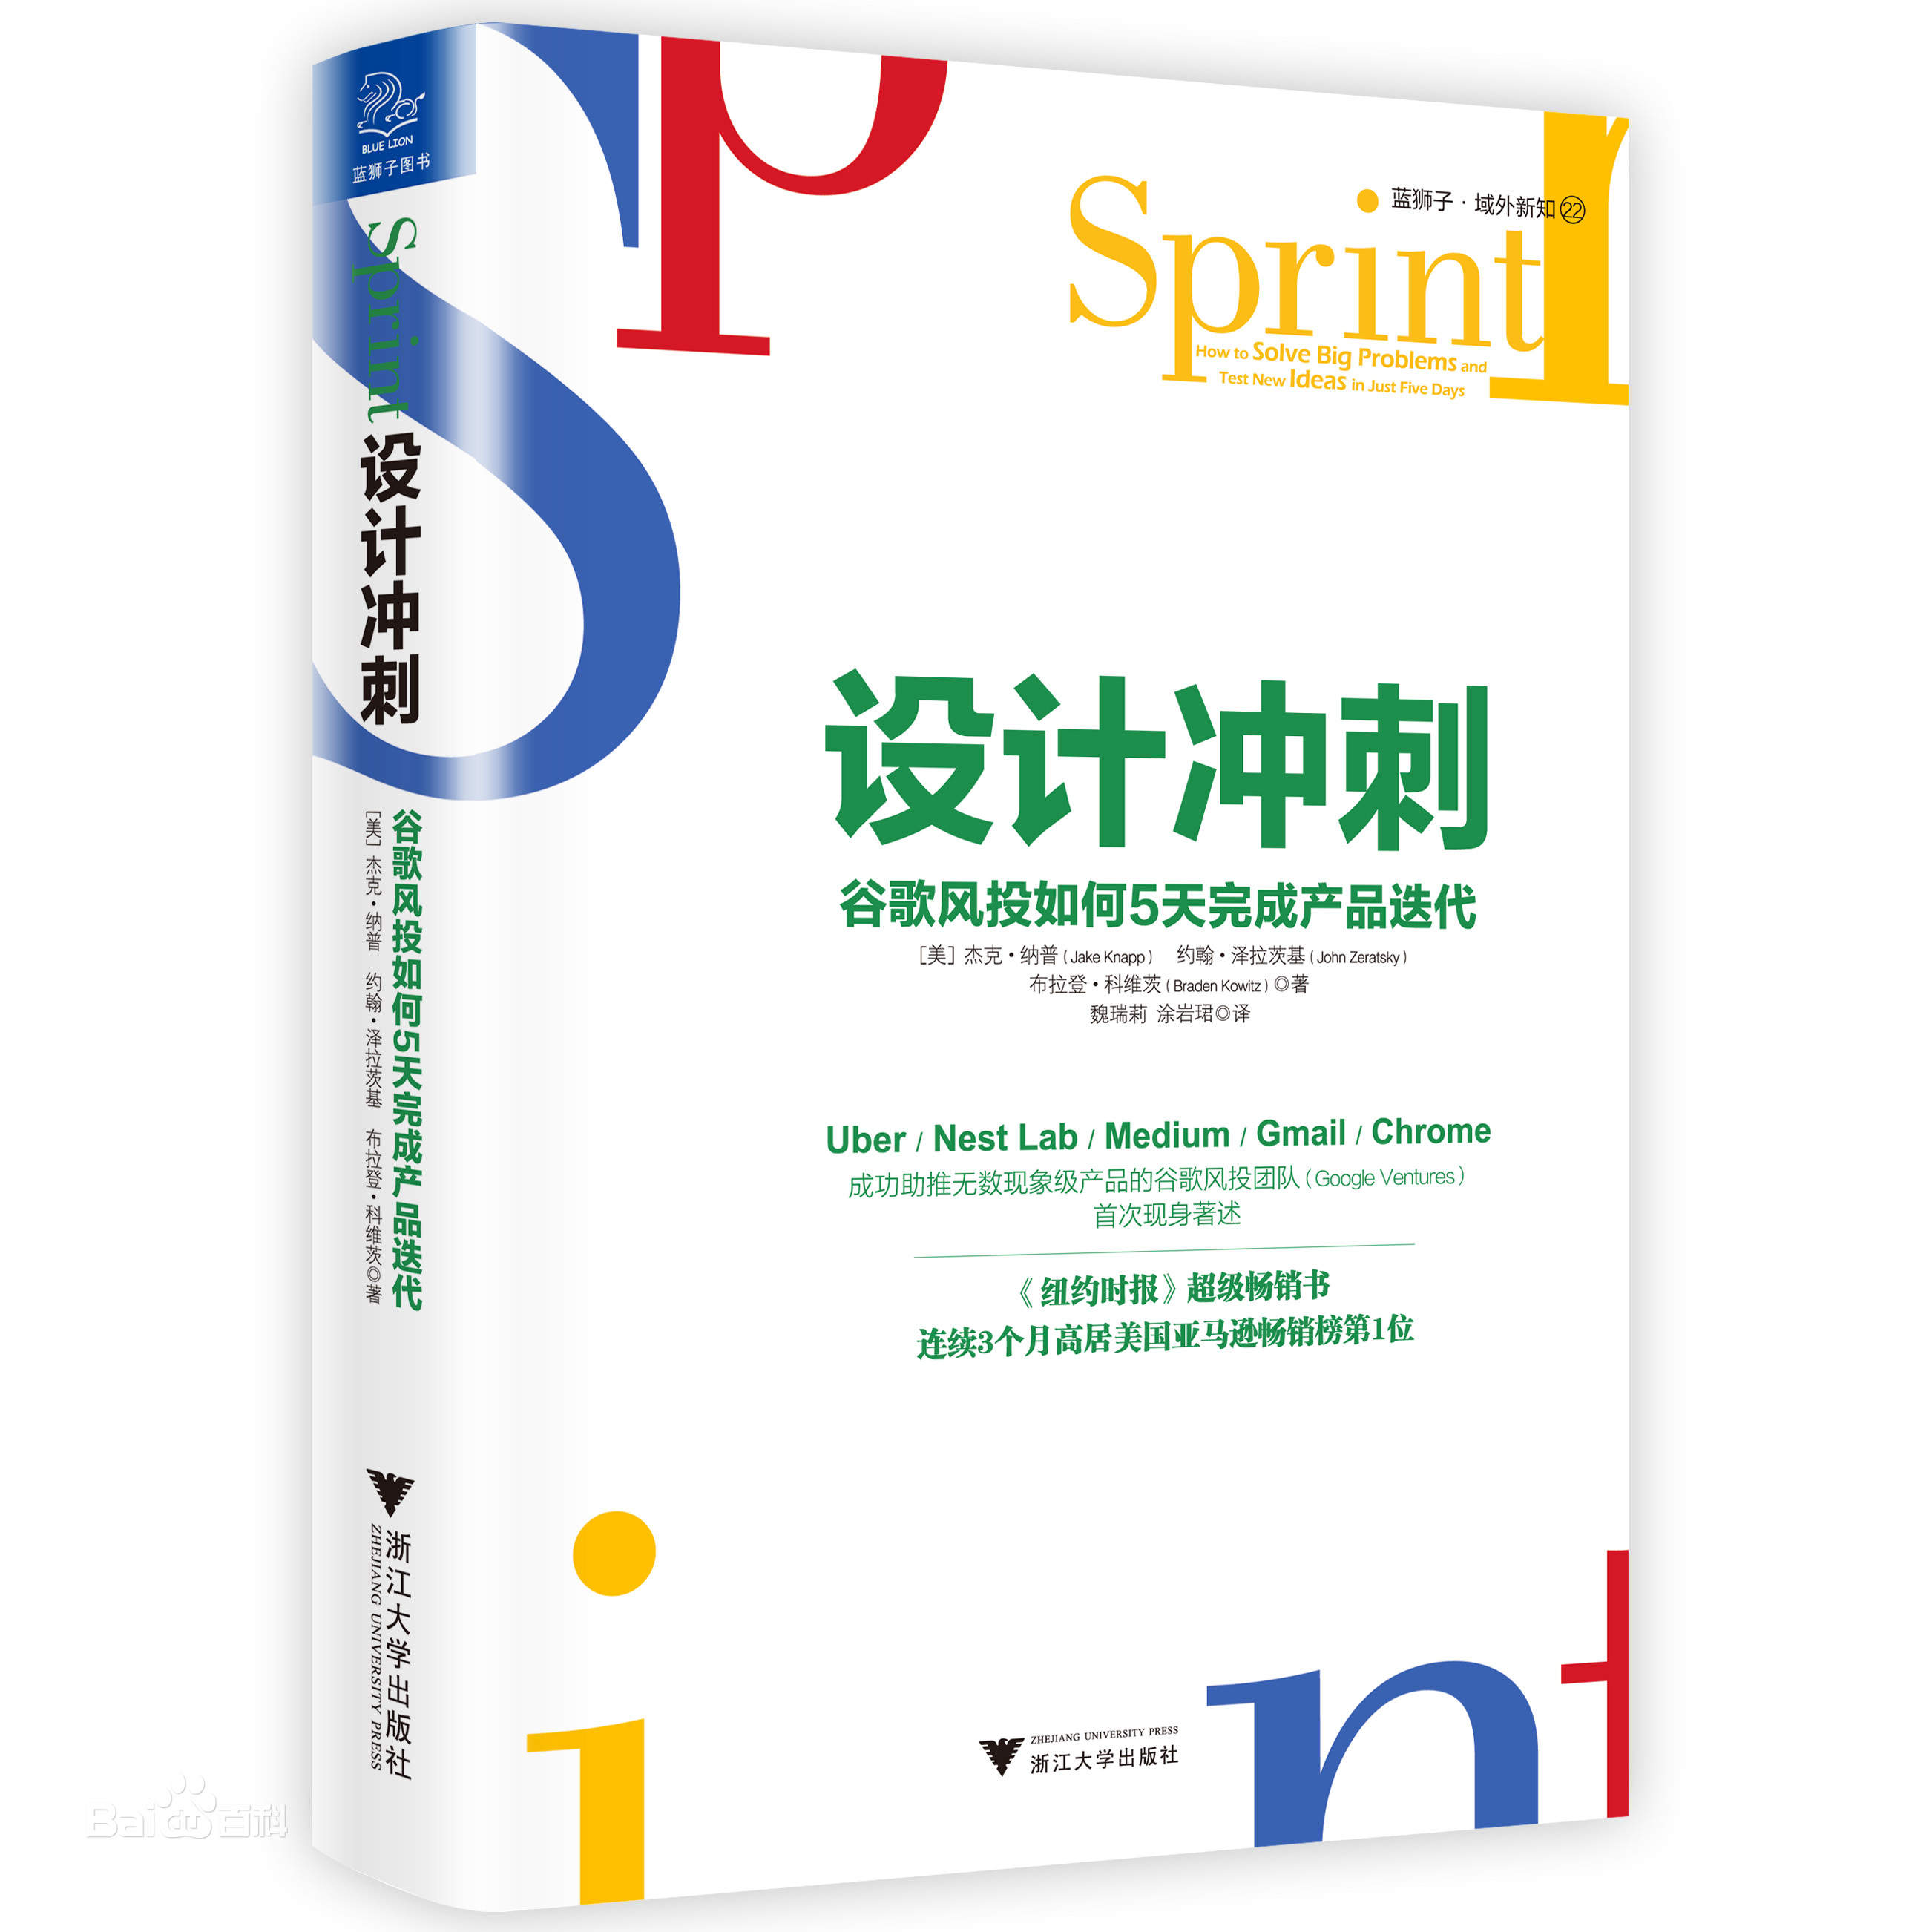 BLUE LION
蓝狮子图书
Sprint
设计冲刺
谷歌风投如何5天完成产品迭代
[美] 杰克·纳普 约翰·泽拉茨基 布拉登·科维茨◎著
浙江大学出版社
ZHEJIANG UNIVERSITY PRESS
Sp
r
蓝狮子·域外新知㉒
Sprint
How to Solve Big Problems and
Test New Ideas in Just Five Days
设计冲刺
谷歌风投如何5天完成产品迭代
[美] 杰克·纳普 (Jake Knapp) 约翰·泽拉茨基 (John Zeratsky)
布拉登·科维茨 (Braden Kowitz) ◎著
魏瑞莉 涂岩珺◎译
Uber / Nest Lab / Medium / Gmail / Chrome
成功助推无数现象级产品的谷歌风投团队 (Google Ventures)
首次现身著述
《纽约时报》超级畅销书
连续3个月高居美国亚马逊畅销榜第1位
i
nt
ZHEJIANG UNIVERSITY PRESS
浙江大学出版社
Bai 百科